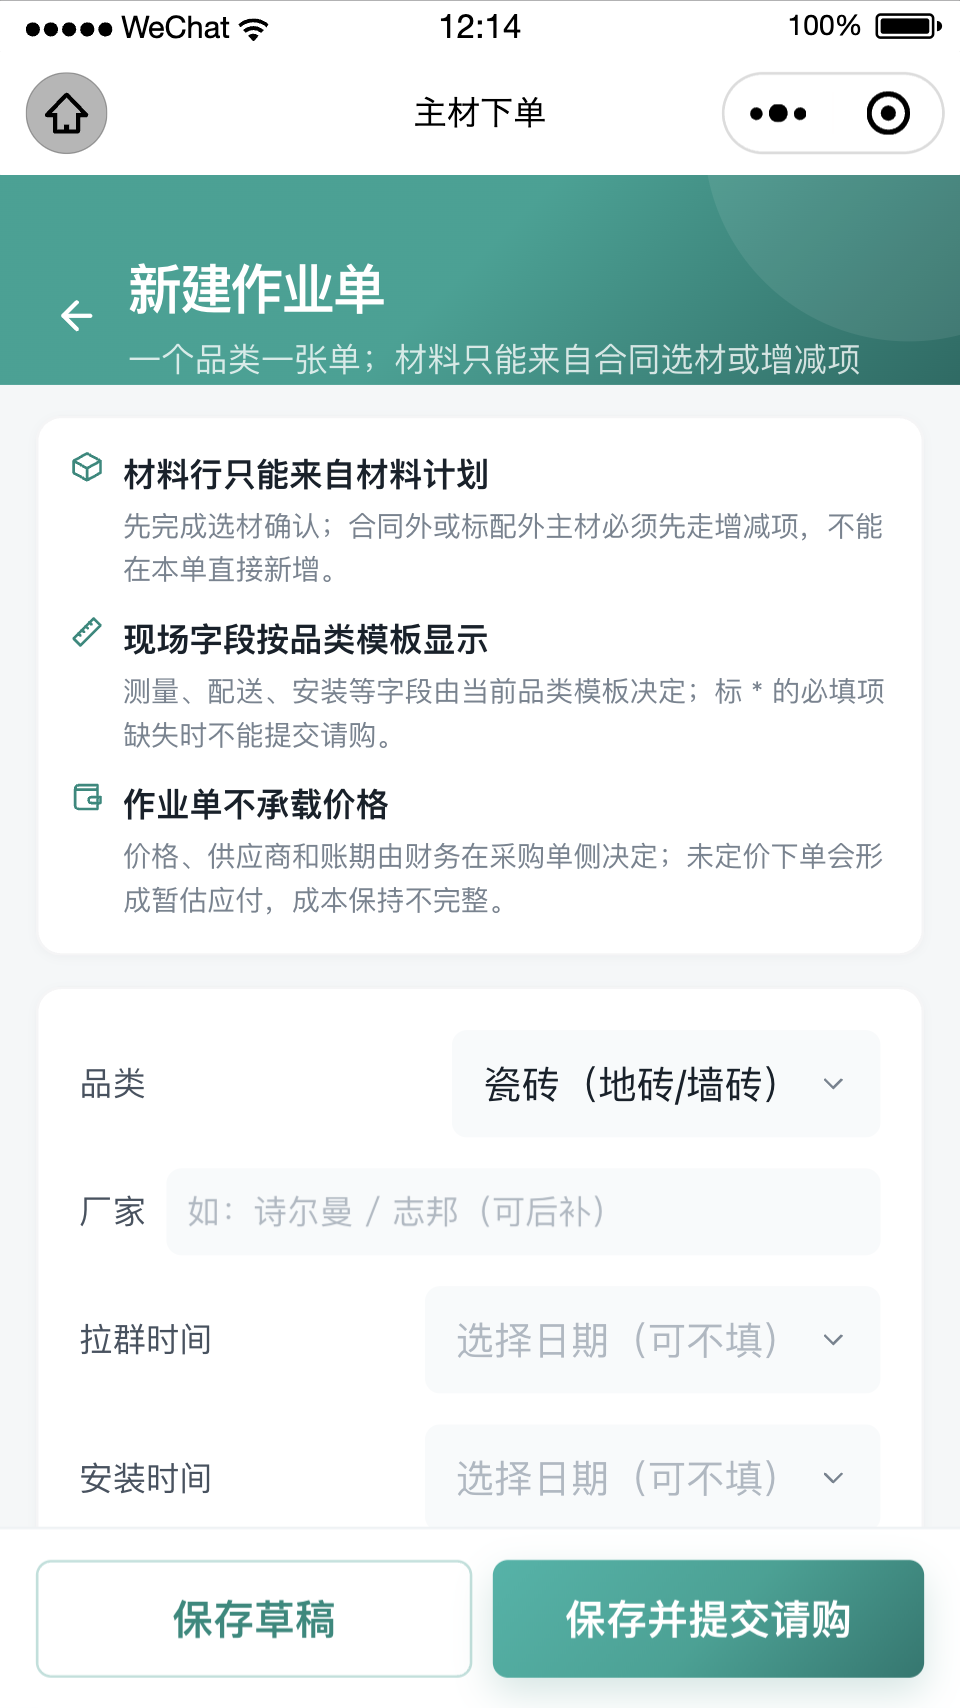 WeChat
12:14
100%
主材下单
新建作业单
一个品类一张单；材料只能来自合同选材或增减项
材料行只能来自材料计划
先完成选材确认；合同外或标配外主材必须先走增减项，不能
在本单直接新增。
现场字段按品类模板显示
测量、配送、安装等字段由当前品类模板决定；标 * 的必填项
缺失时不能提交请购。
作业单不承载价格
价格、供应商和账期由财务在采购单侧决定；未定价下单会形
成暂估应付，成本保持不完整。
品类
瓷砖（地砖/墙砖）
厂家
如：诗尔曼 / 志邦（可后补）
拉群时间
选择日期（可不填）
安装时间
选择日期（可不填）
保存草稿
保存并提交请购